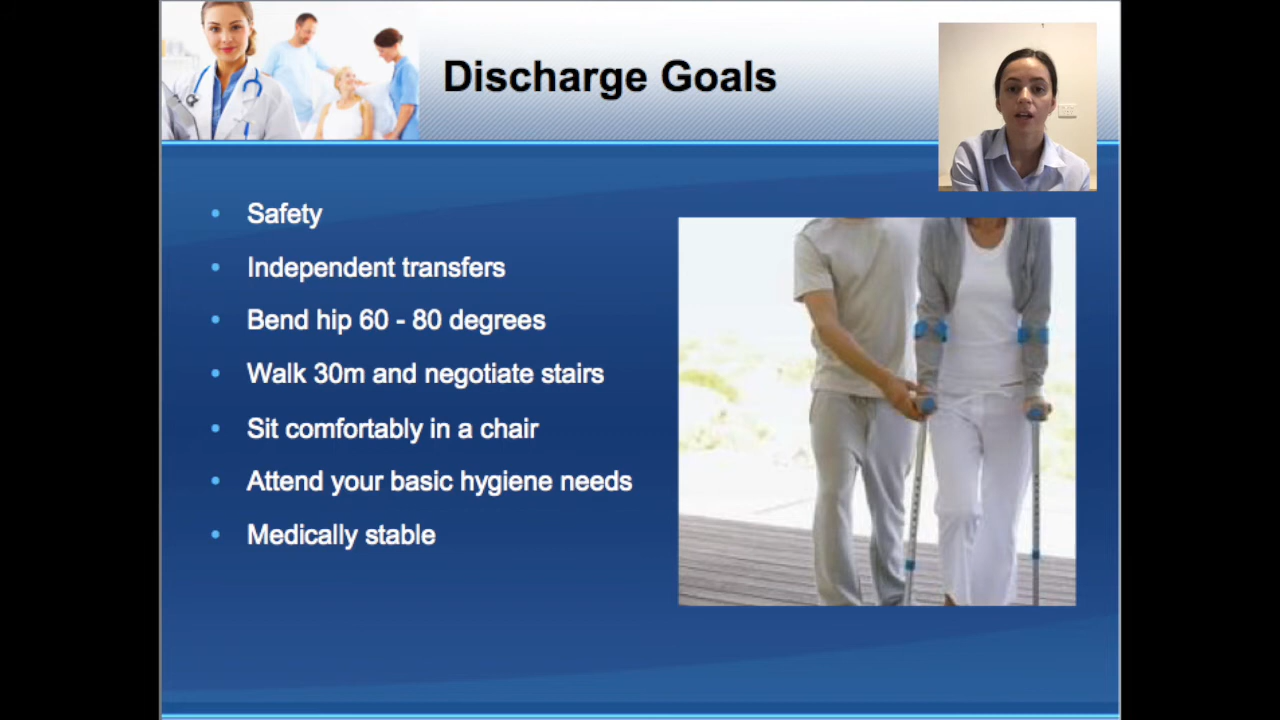 Discharge Goals
Safety
Independent transfers
Bend hip 60 - 80 degrees
Walk 30m and negotiate stairs
Sit comfortably in a chair
Attend your basic hygiene needs
Medically stable